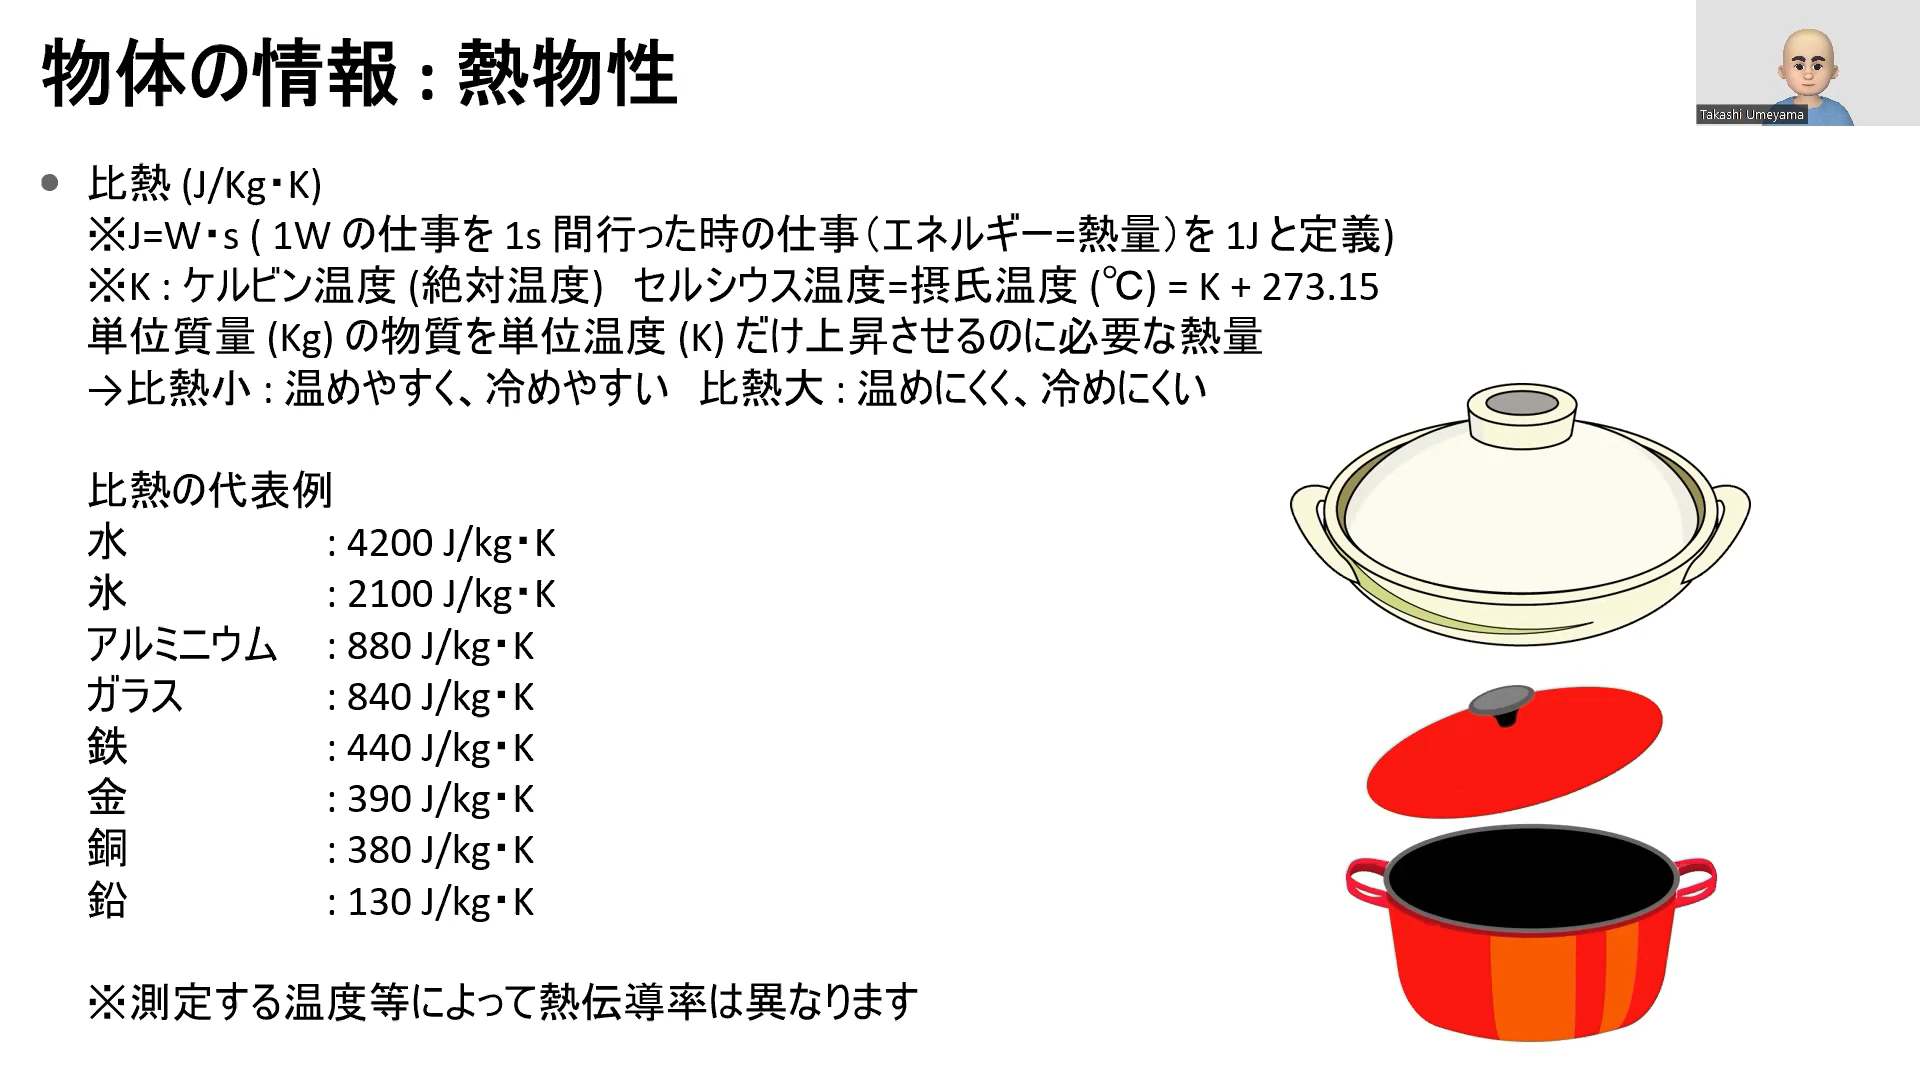 物体の情報 : 熱物性
Takashi Umeyama
● 比熱 (J/Kg・K)
※J=W・s ( 1W の仕事を 1s 間行った時の仕事（エネルギー=熱量）を 1J と定義)
※K : ケルビン温度 (絶対温度)　セルシウス温度=摂氏温度 (℃) = K + 273.15
単位質量 (Kg) の物質を単位温度 (K) だけ上昇させるのに必要な熱量
→比熱小 : 温めやすく、冷めやすい　比熱大 : 温めにくく、冷めにくい
比熱の代表例
水 : 4200 J/kg・K
氷 : 2100 J/kg・K
アルミニウム : 880 J/kg・K
ガラス : 840 J/kg・K
鉄 : 440 J/kg・K
金 : 390 J/kg・K
銅 : 380 J/kg・K
鉛 : 130 J/kg・K
※測定する温度等によって熱伝導率は異なります